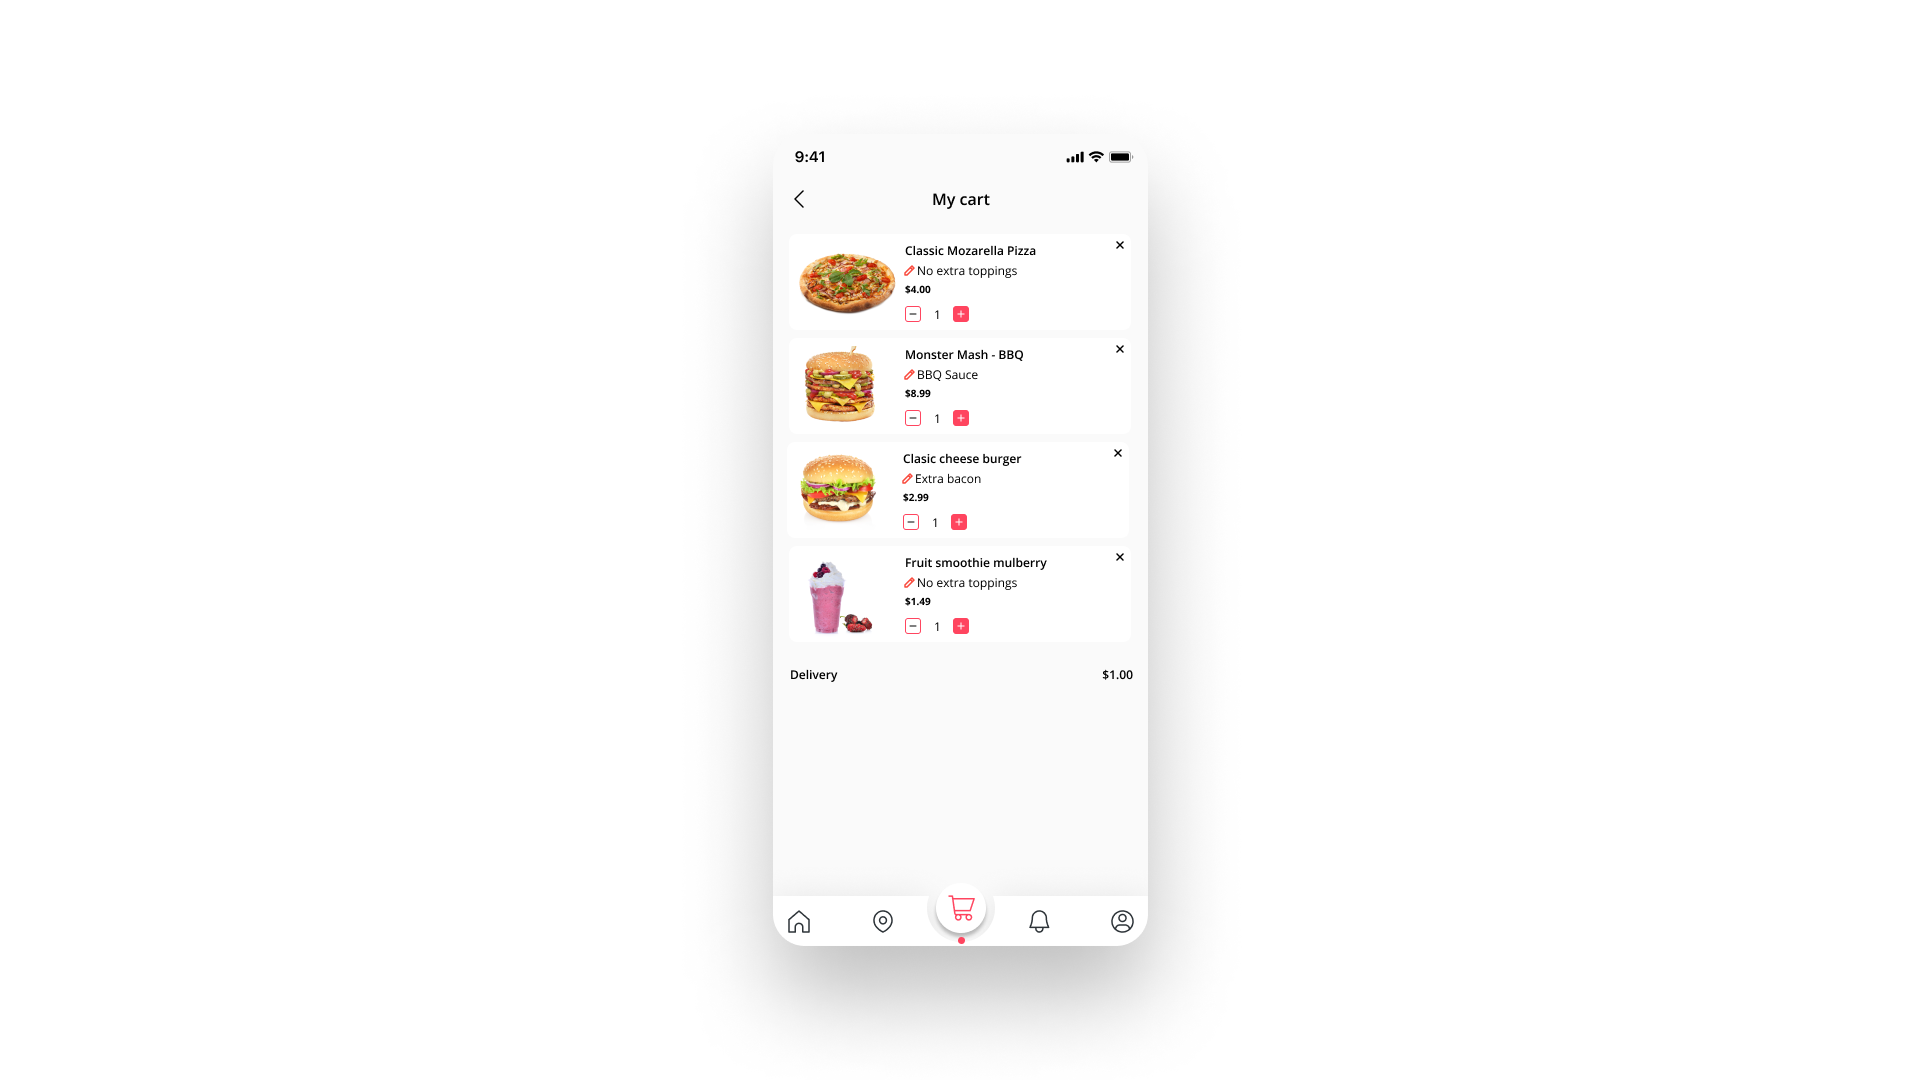 9:41
My cart
Classic Mozarella Pizza
No extra toppings
$4.00
1
Monster Mash - BBQ
BBQ Sauce
$8.99
1
Clasic cheese burger
Extra bacon
$2.99
1
Fruit smoothie mulberry
No extra toppings
$1.49
1
Delivery $1.00